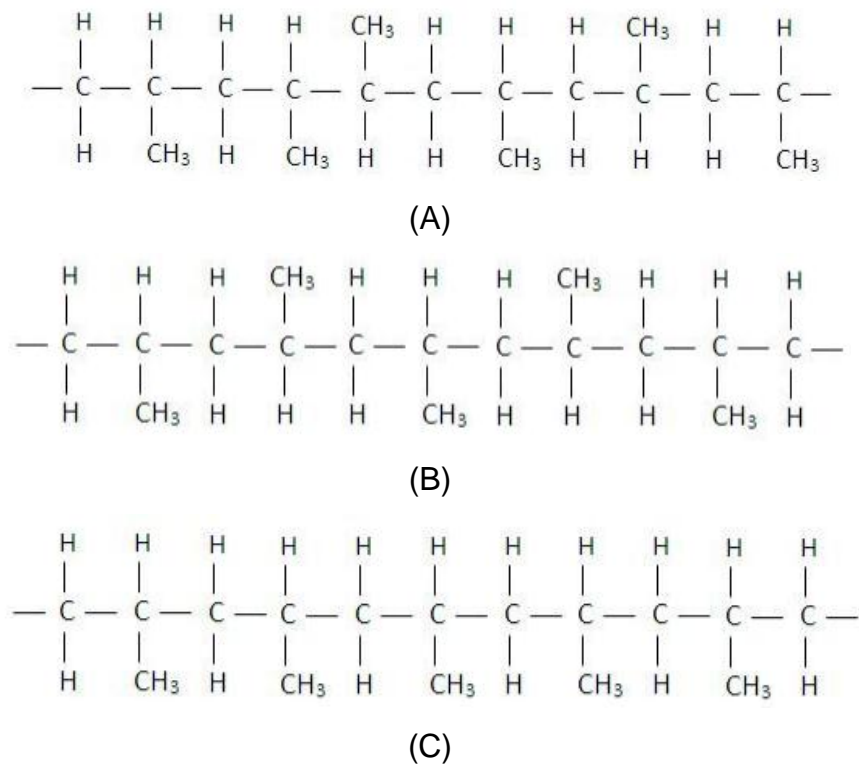 H H H H CH₃ H H H CH₃ H H
— C — C — C — C — C — C — C — C — C — C — C —
H CH₃ H CH₃ H H CH₃ H H H CH₃
(A)
H H H CH₃ H H H CH₃ H H H
— C — C — C — C — C — C — C — C — C — C — C —
H CH₃ H H H CH₃ H H H CH₃ H
(B)
H H H H H H H H H H H
— C — C — C — C — C — C — C — C — C — C — C —
H CH₃ H CH₃ H CH₃ H CH₃ H CH₃ H
(C)